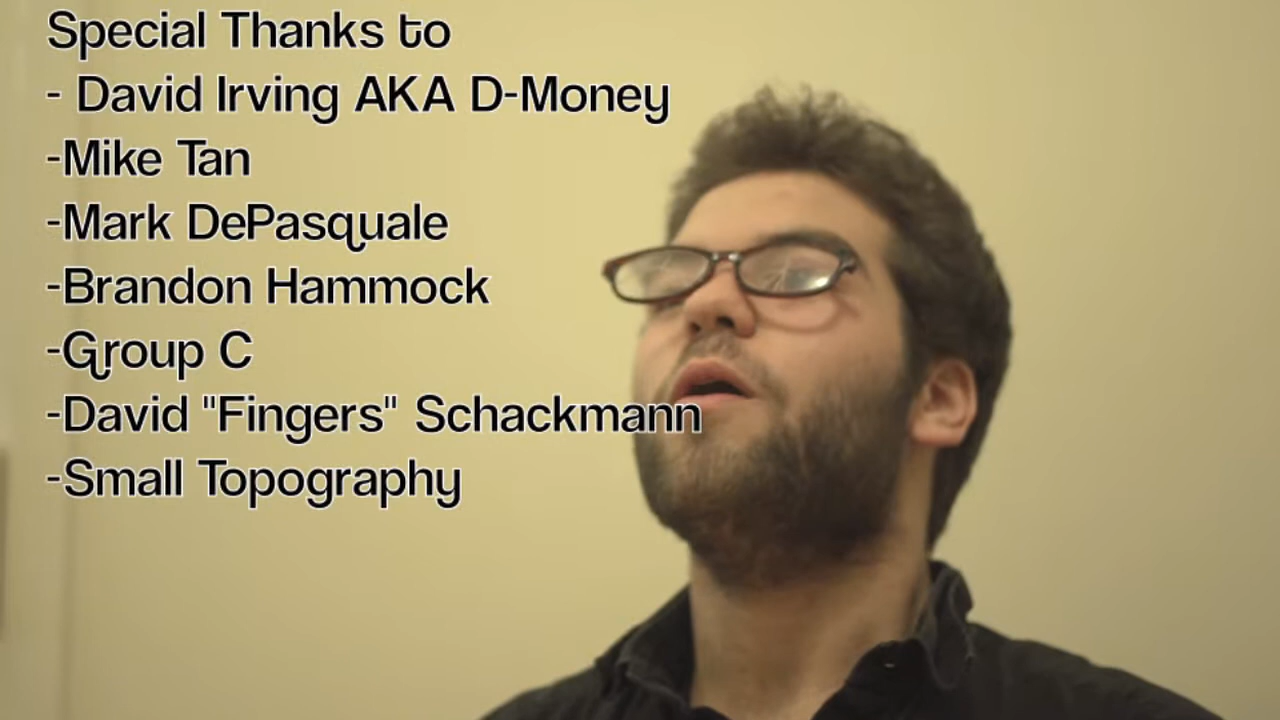 Special Thanks to
- David Irving AKA D-Money
-Mike Tan
-Mark DePasquale
-Brandon Hammock
-Group C
-David "Fingers" Schackmann
-Small Topography